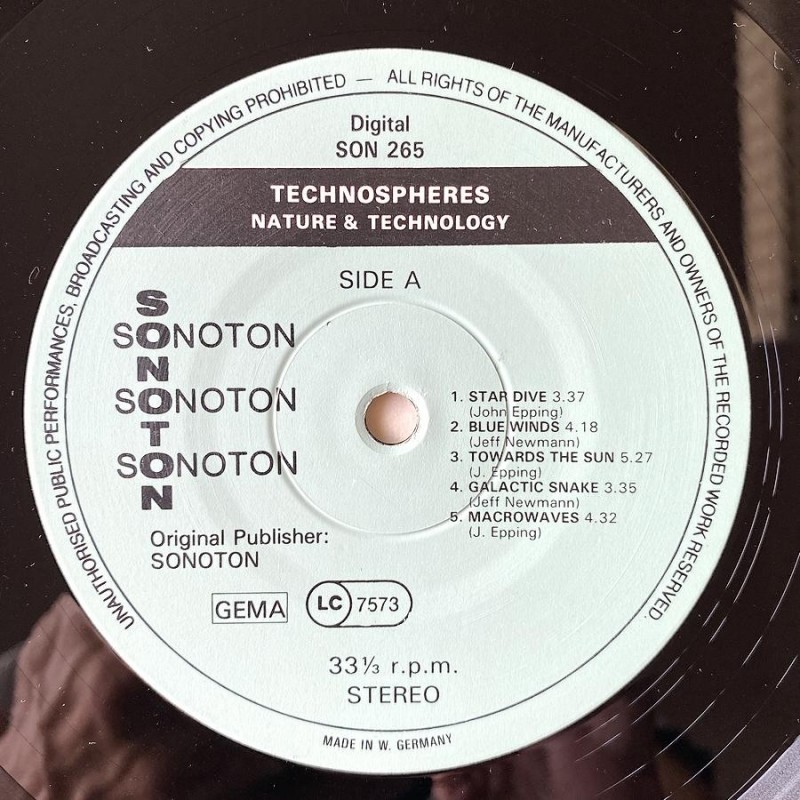 UNAUTHORISED PUBLIC PERFORMANCES, BROADCASTING AND COPYING PROHIBITED — ALL RIGHTS OF THE MANUFACTURERS AND OWNERS OF THE RECORDED WORK RESERVED.
Digital
SON 265
TECHNOSPHERES
NATURE & TECHNOLOGY
SIDE A
SONOTON
SONOTON
SONOTON
SONOTON
1. STAR DIVE 3.37
(John Epping)
2. BLUE WINDS 4.18
(Jeff Newmann)
3. TOWARDS THE SUN 5.27
(J. Epping)
4. GALACTIC SNAKE 3.35
(Jeff Newmann)
5. MACROWAVES 4.32
(J. Epping)
Original Publisher:
SONOTON
GEMA LC 7573
33⅓ r.p.m.
STEREO
MADE IN W. GERMANY